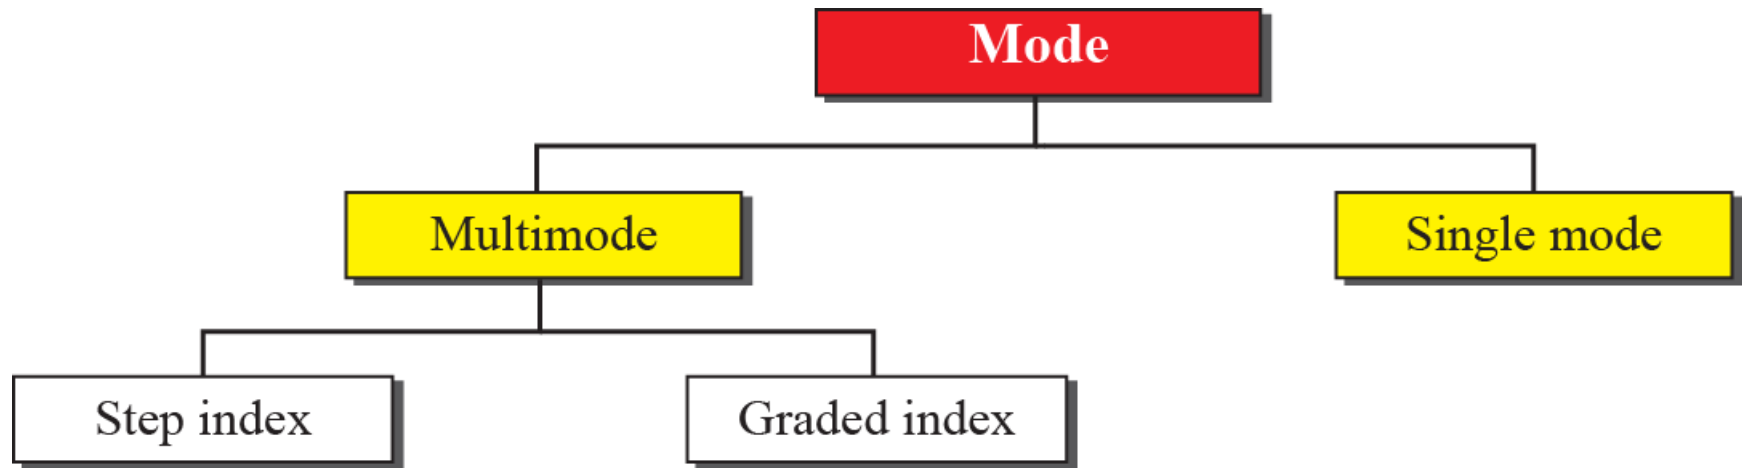 Mode
Multimode
Single mode
Step index
Graded index